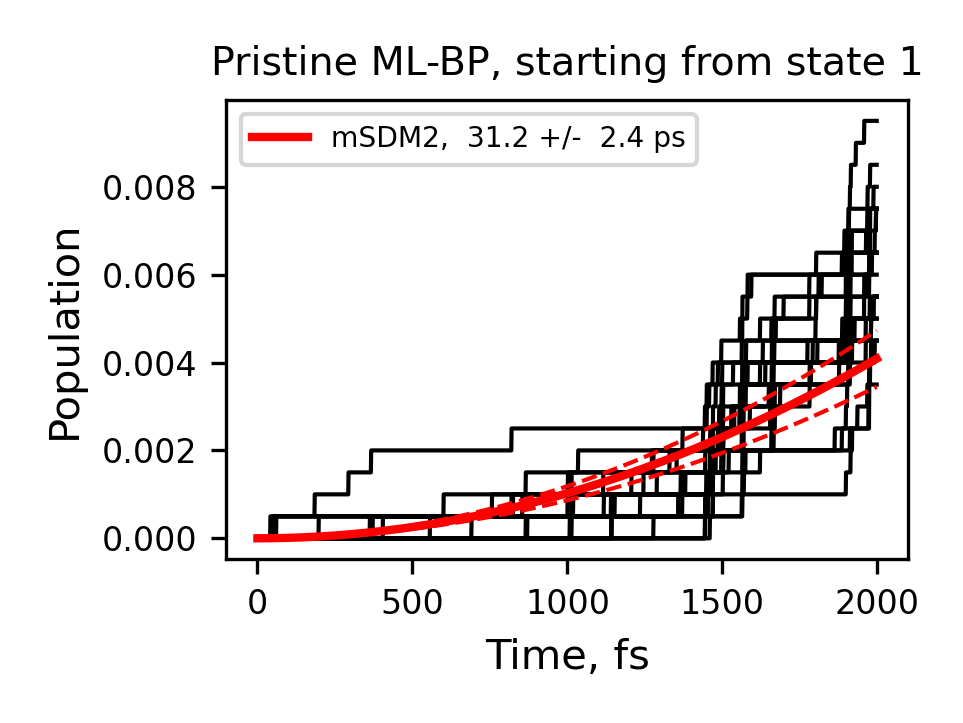 Pristine ML-BP, starting from state 1
mSDM2,  31.2 +/-  2.4 ps
0.008
0.006
0.004
0.002
0.000
Population
0 500 1000 1500 2000
Time, fs